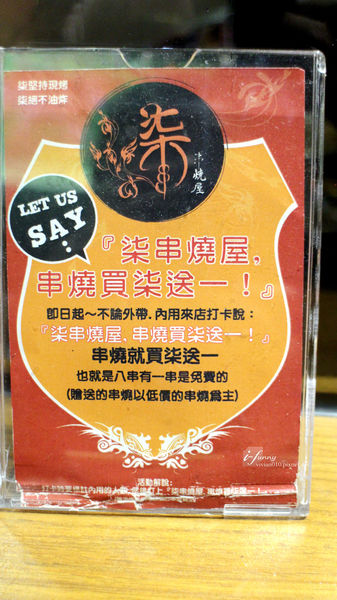 柒堅持現烤
柒絕不油炸
柒
串燒屋
LET US
SAY:
『柒串燒屋,
串燒買柒送一！』
即日起～不論外帶,內用來店打卡說：
『柒串燒屋,串燒買柒送一！』
串燒就買柒送一
也就是八串有一串是免費的
(贈送的串燒以低價的串燒為主)
i-funny
活動解說：